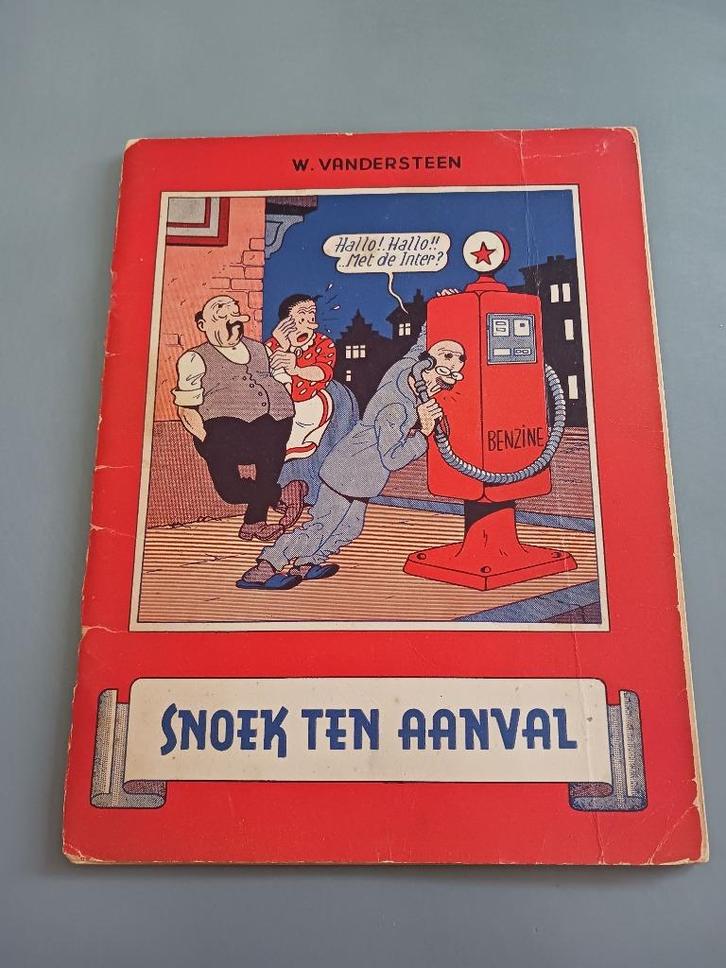 W. VANDERSTEEN
Hallo!. Hallo!!
..Met de Inter?
BENZINE
SNOEK TEN AANVAL